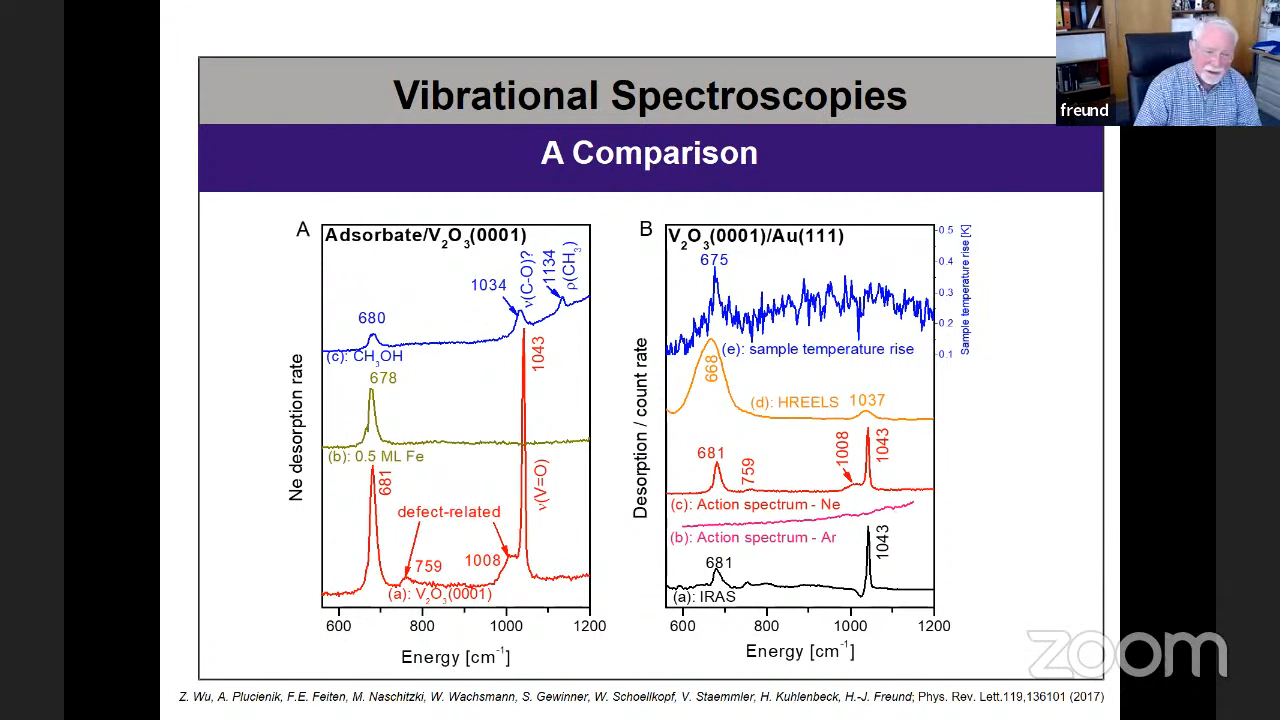 Vibrational Spectroscopies
freund
A Comparison
A
Adsorbate/V₂O₃(0001)
680
1034
ν(C-O)?
1134
ρ(CH₃)
(c): CH₃OH
678
1043
(b): 0.5 ML Fe
681
ν(V=O)
defect-related
759
1008
(a): V₂O₃(0001)
Ne desorption rate
600
800
1000
1200
Energy [cm⁻¹]
B
V₂O₃(0001)/Au(111)
675
0.5
0.4
0.3
0.2
0.1
Sample temperature rise [K]
(e): sample temperature rise
668
(d): HREELS
1037
681
759
1008
1043
(c): Action spectrum - Ne
(b): Action spectrum - Ar
681
1043
(a): IRAS
Desorption / count rate
600
800
1000
1200
Energy [cm⁻¹]
zoom
Z. Wu, A. Plucienik, F.E. Feiten, M. Naschitzki, W. Wachsmann, S. Gewinner, W. Schoellkopf, V. Staemmler, H. Kuhlenbeck, H.-J. Freund; Phys. Rev. Lett.119,136101 (2017)